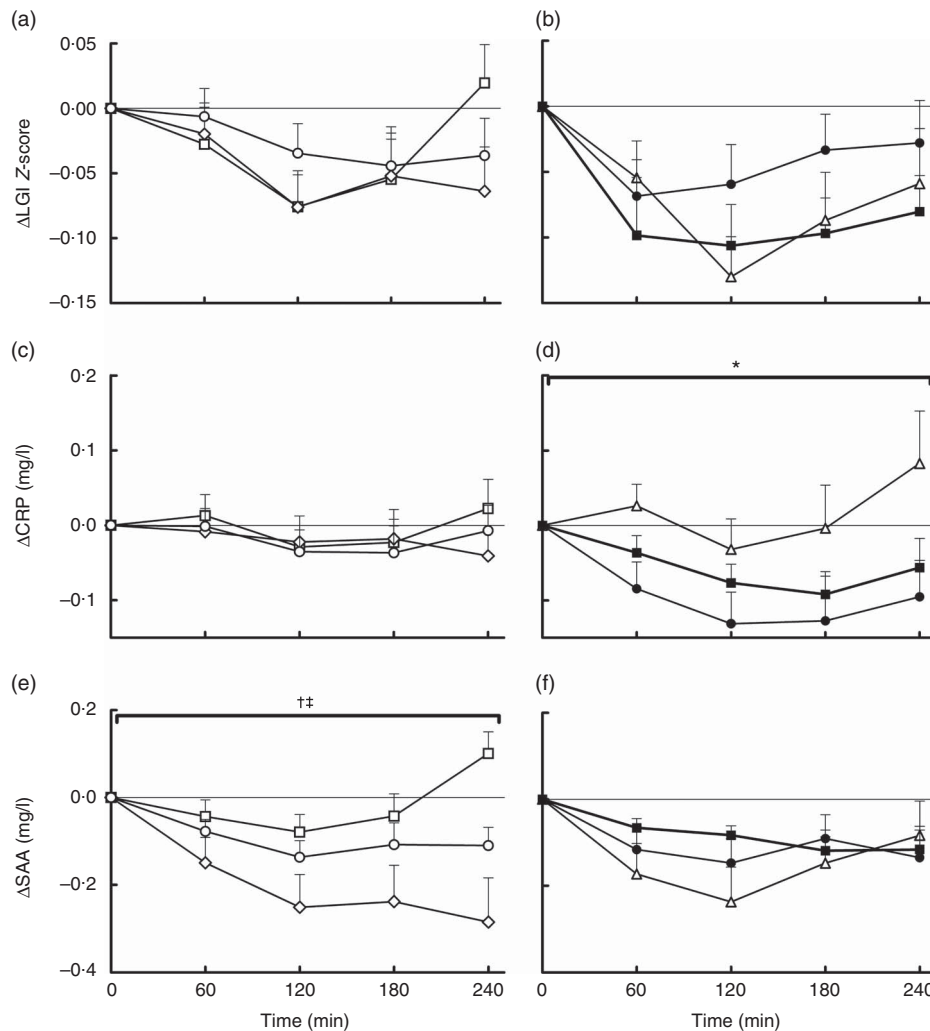 (a)
(b)
0·05
0·00
–0·05
–0·10
–0·15
ΔLGI Z-score
(c)
(d)
*
0·2
0·1
0·0
–0·1
ΔCRP (mg/l)
(e)
(f)
†‡
0·2
0·0
–0·2
–0·4
ΔSAA (mg/l)
0 60 120 180 240
0 60 120 180 240
Time (min)
Time (min)